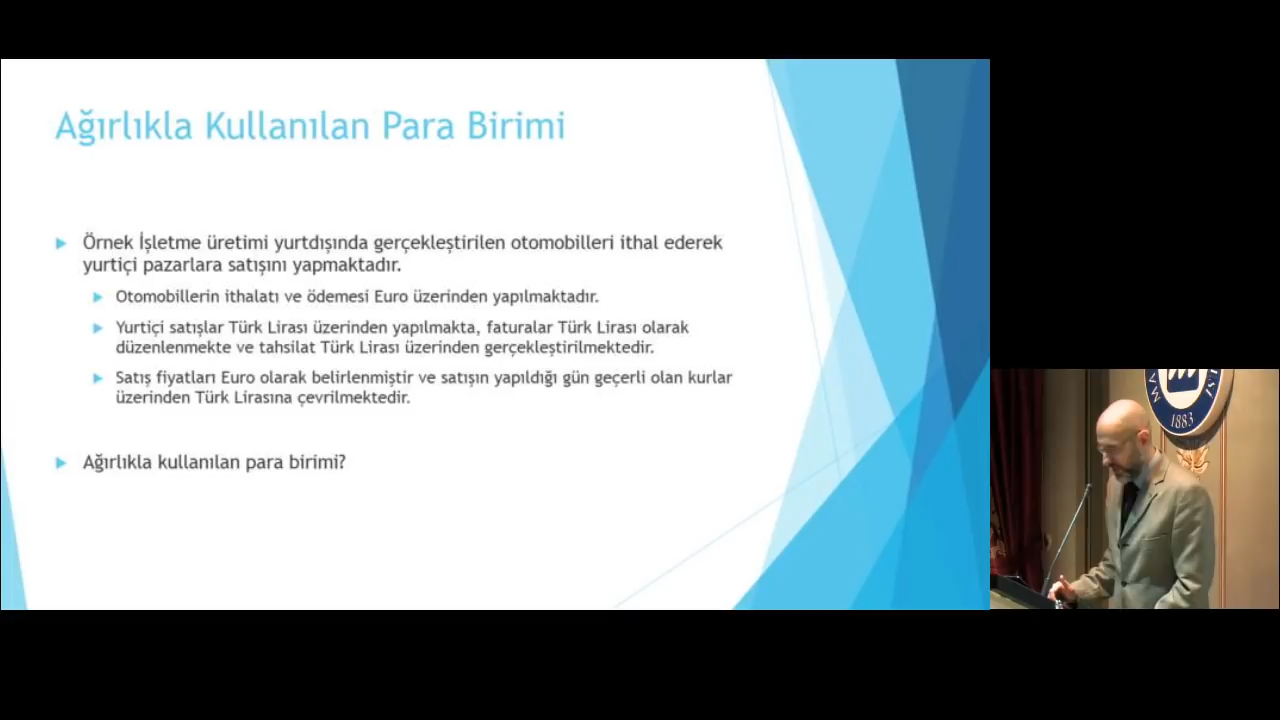 Ağırlıkla Kullanılan Para Birimi
Örnek İşletme üretimi yurtdışında gerçekleştirilen otomobilleri ithal ederek
yurtiçi pazarlara satışını yapmaktadır.
Otomobillerin ithalatı ve ödemesi Euro üzerinden yapılmaktadır.
Yurtiçi satışlar Türk Lirası üzerinden yapılmakta, faturalar Türk Lirası olarak
düzenlenmekte ve tahsilat Türk Lirası üzerinden gerçekleştirilmektedir.
Satış fiyatları Euro olarak belirlenmiştir ve satışın yapıldığı gün geçerli olan kurlar
üzerinden Türk Lirasına çevrilmektedir.
Ağırlıkla kullanılan para birimi?
1883